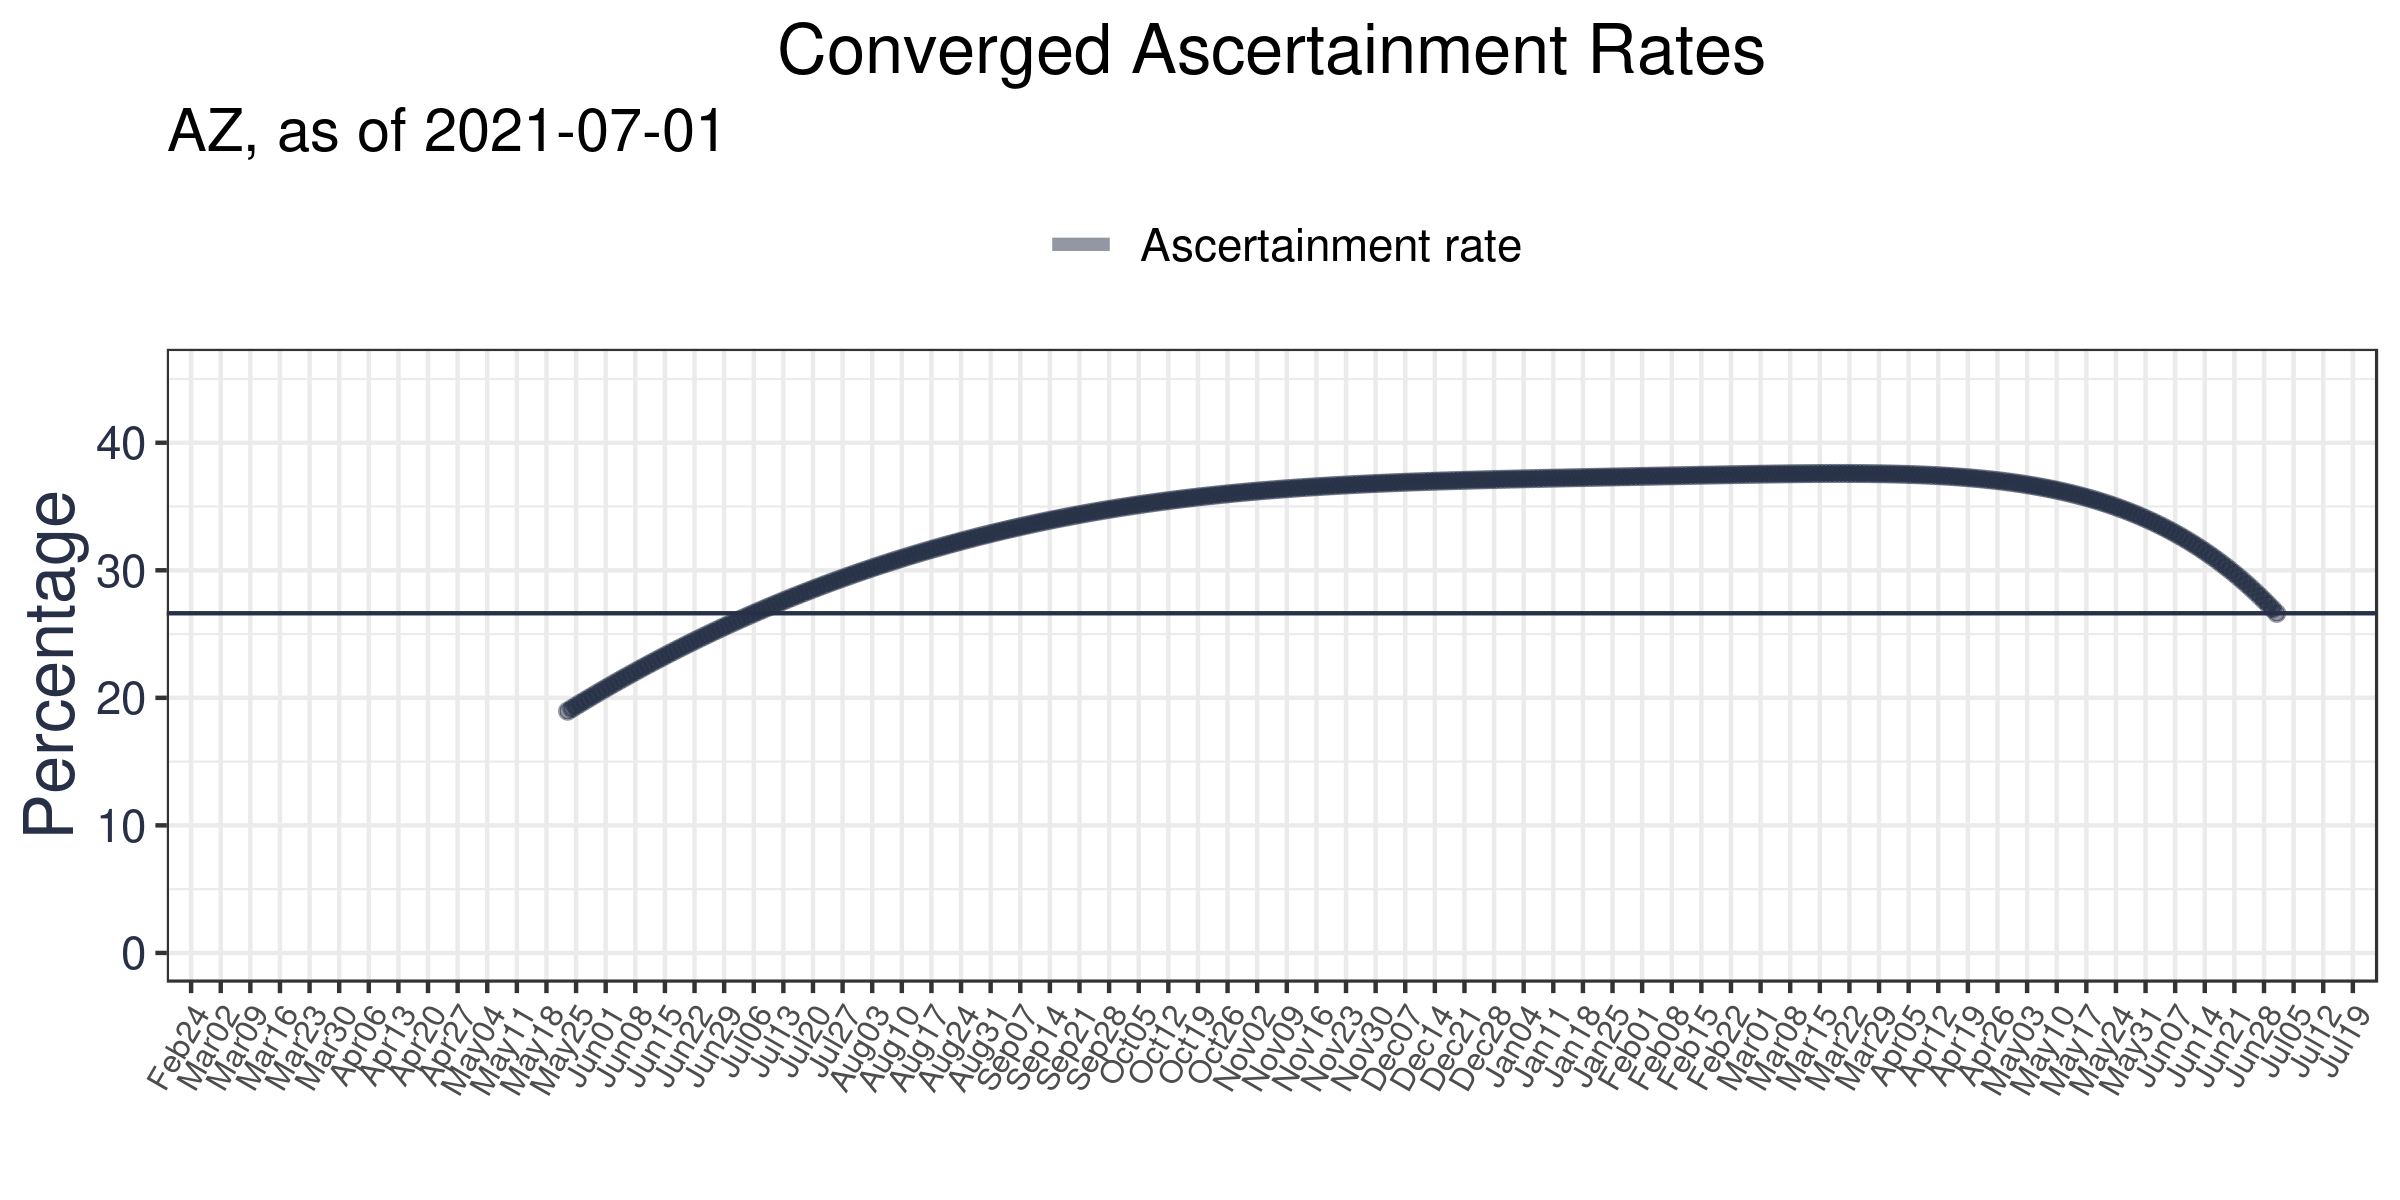 Converged Ascertainment Rates
AZ, as of 2021-07-01
Ascertainment rate
Percentage
40
30
20
10
0
Feb24
Mar02
Mar09
Mar16
Mar23
Mar30
Apr06
Apr13
Apr20
Apr27
May04
May11
May18
May25
Jun01
Jun08
Jun15
Jun22
Jun29
Jul06
Jul13
Jul20
Jul27
Aug03
Aug10
Aug17
Aug24
Aug31
Sep07
Sep14
Sep21
Sep28
Oct05
Oct12
Oct19
Oct26
Nov02
Nov09
Nov16
Nov23
Nov30
Dec07
Dec14
Dec21
Dec28
Jan04
Jan11
Jan18
Jan25
Feb01
Feb08
Feb15
Feb22
Mar01
Mar08
Mar15
Mar22
Mar29
Apr05
Apr12
Apr19
Apr26
May03
May10
May17
May24
May31
Jun07
Jun14
Jun21
Jun28
Jul05
Jul12
Jul19